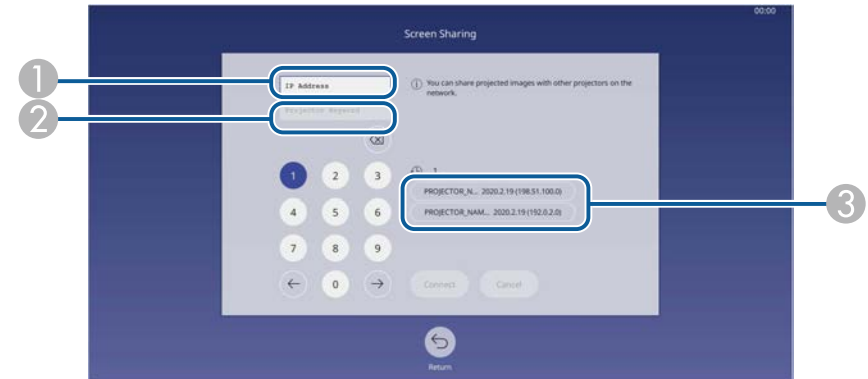 00:00
Screen Sharing
1
IP Address
You can share projected images with other projectors on the
network.
2
Projector Keyword
1
1 2 3
PROJECTOR_N... 2020.2.19 (198.51.100.0)
3
4 5 6
PROJECTOR_NAM... 2020.2.19 (192.0.2.0)
7 8 9
0
Connect Cancel
Return